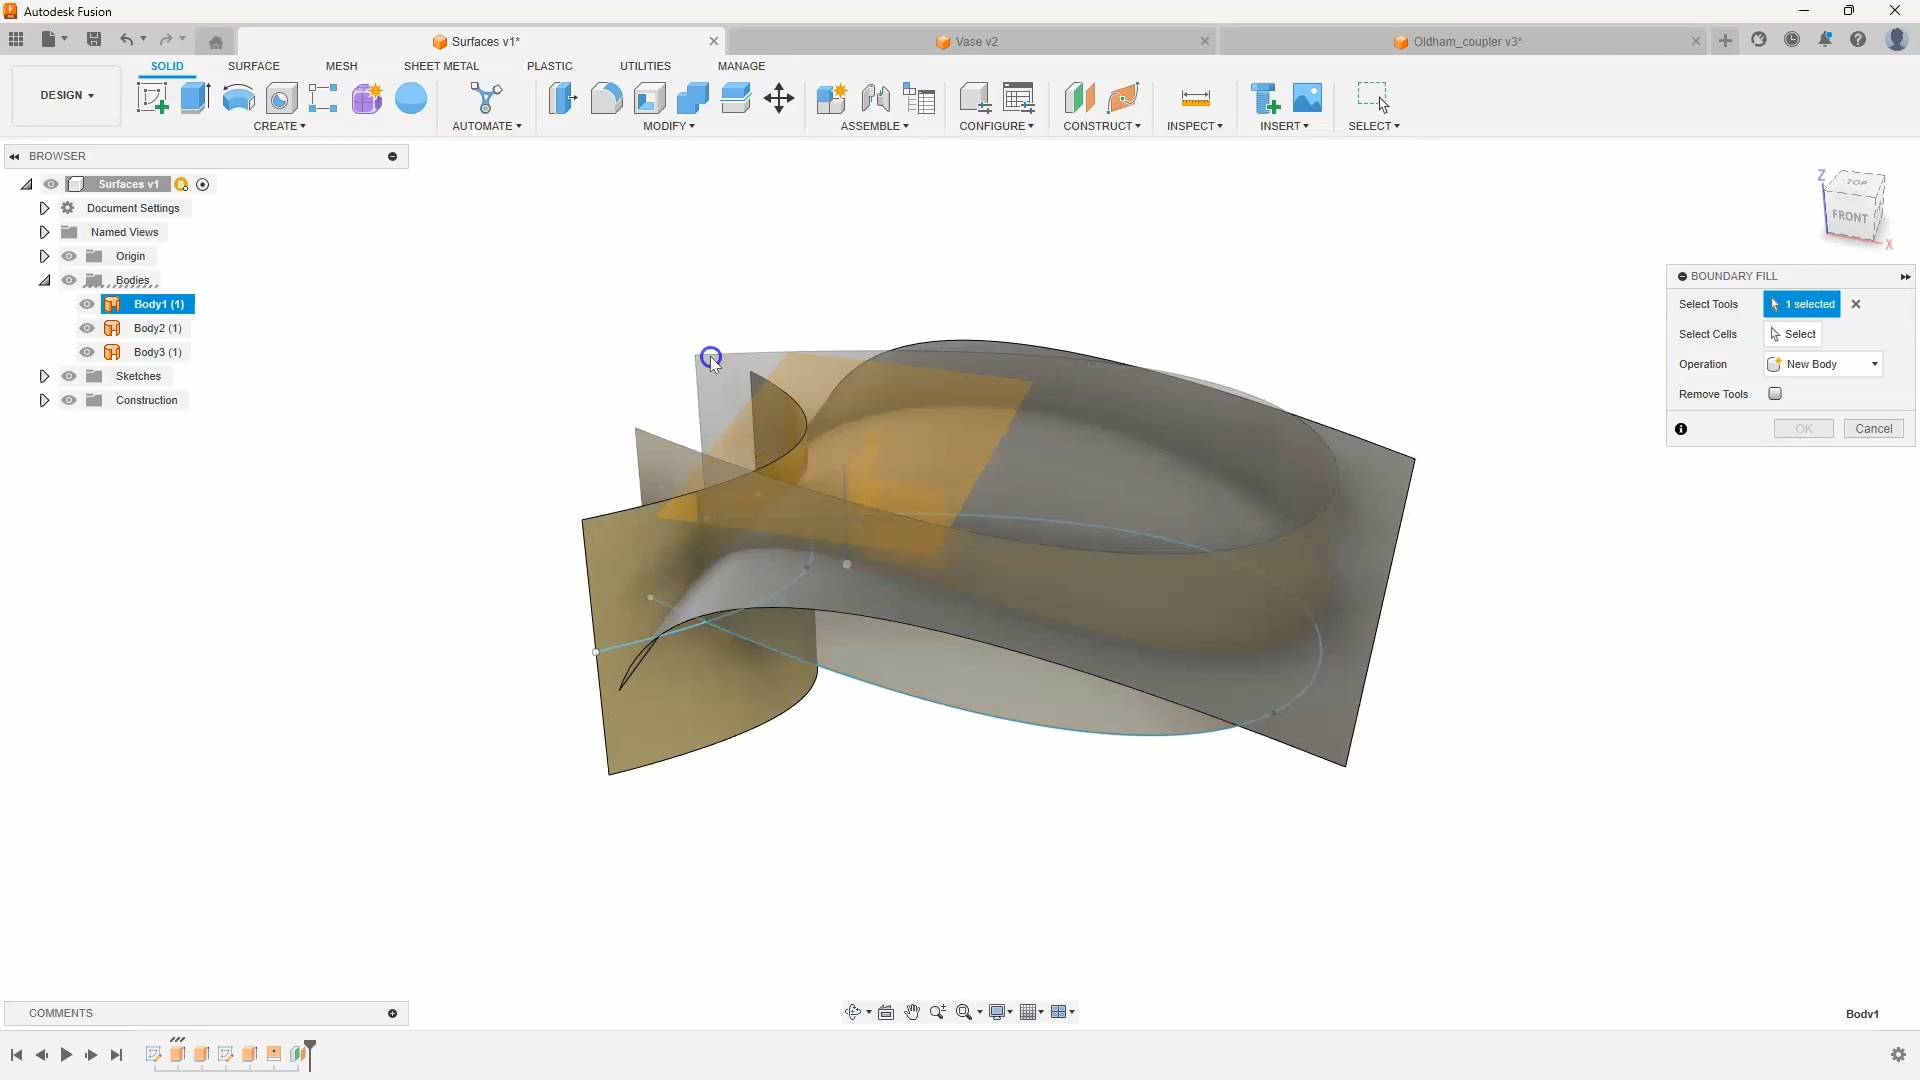 Autodesk Fusion
Surfaces v1*
Vase v2
Oldham_coupler v3*
DESIGN
SOLID
SURFACE
MESH
SHEET METAL
PLASTIC
UTILITIES
MANAGE
CREATE
AUTOMATE
MODIFY
ASSEMBLE
CONFIGURE
CONSTRUCT
INSPECT
INSERT
SELECT
BROWSER
Surfaces v1
Document Settings
Named Views
Origin
Bodies
Body1 (1)
Body2 (1)
Body3 (1)
Sketches
Construction
Z
TOP
FRONT
X
BOUNDARY FILL
Select Tools 1 selected
Select Cells Select
Operation New Body
Remove Tools
OK Cancel
COMMENTS
Body1